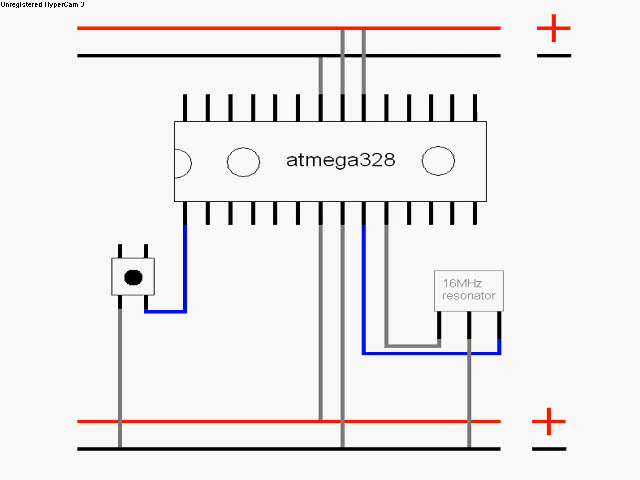 Unregistered HyperCam 3
+
atmega328
16MHz
resonator
+